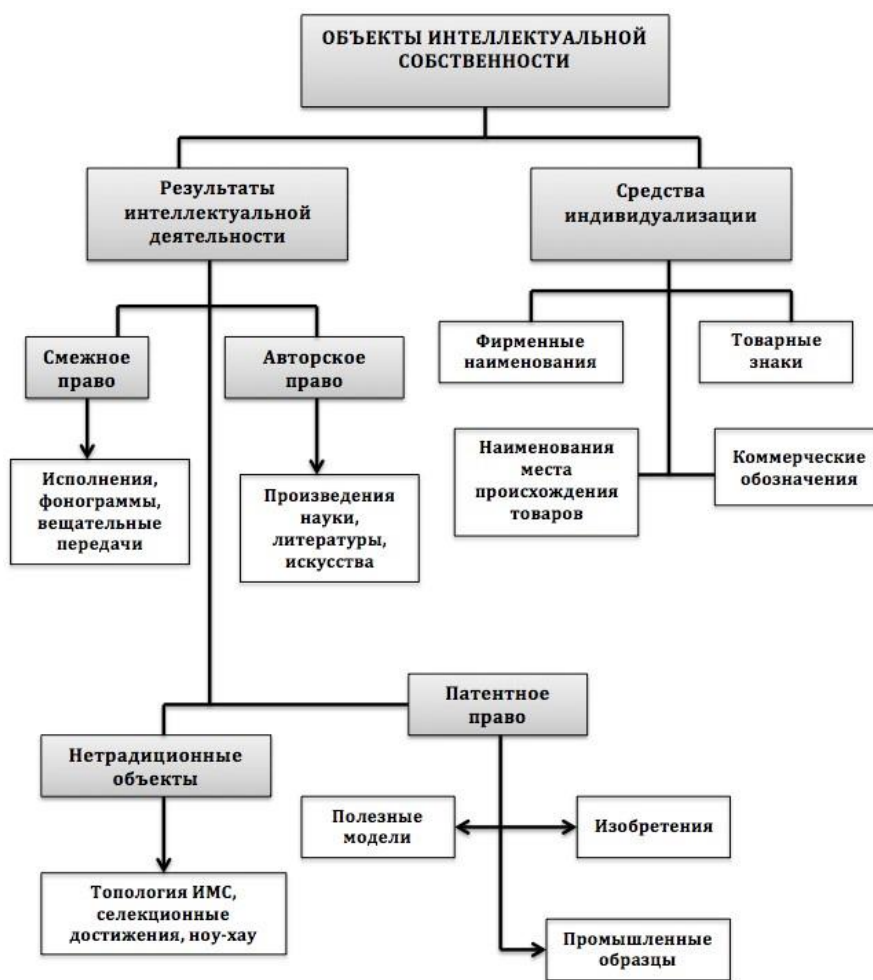 ОБЪЕКТЫ ИНТЕЛЛЕКТУАЛЬНОЙ
СОБСТВЕННОСТИ
Результаты
интеллектуальной
деятельности
Средства
индивидуализации
Смежное
право
Авторское
право
Фирменные
наименования
Товарные
знаки
Исполнения,
фонограммы,
вещательные
передачи
Произведения
науки,
литературы,
искусства
Наименования
места
происхождения
товаров
Коммерческие
обозначения
Нетрадиционные
объекты
Патентное
право
Топология ИМС,
селекционные
достижения, ноу-хау
Полезные
модели
Изобретения
Промышленные
образцы